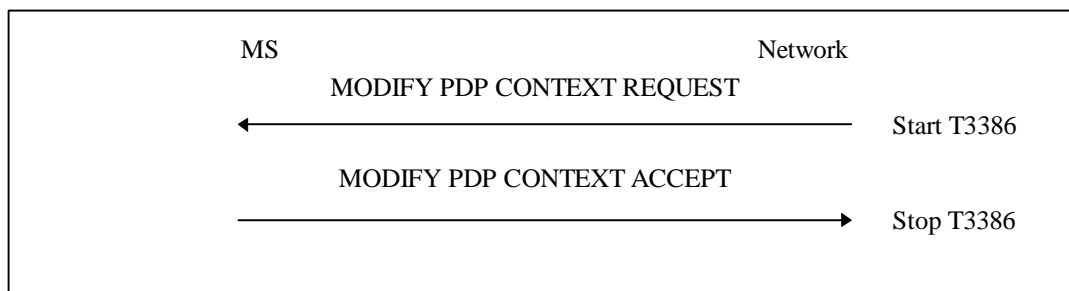 MS Network
MODIFY PDP CONTEXT REQUEST
Start T3386
MODIFY PDP CONTEXT ACCEPT
Stop T3386